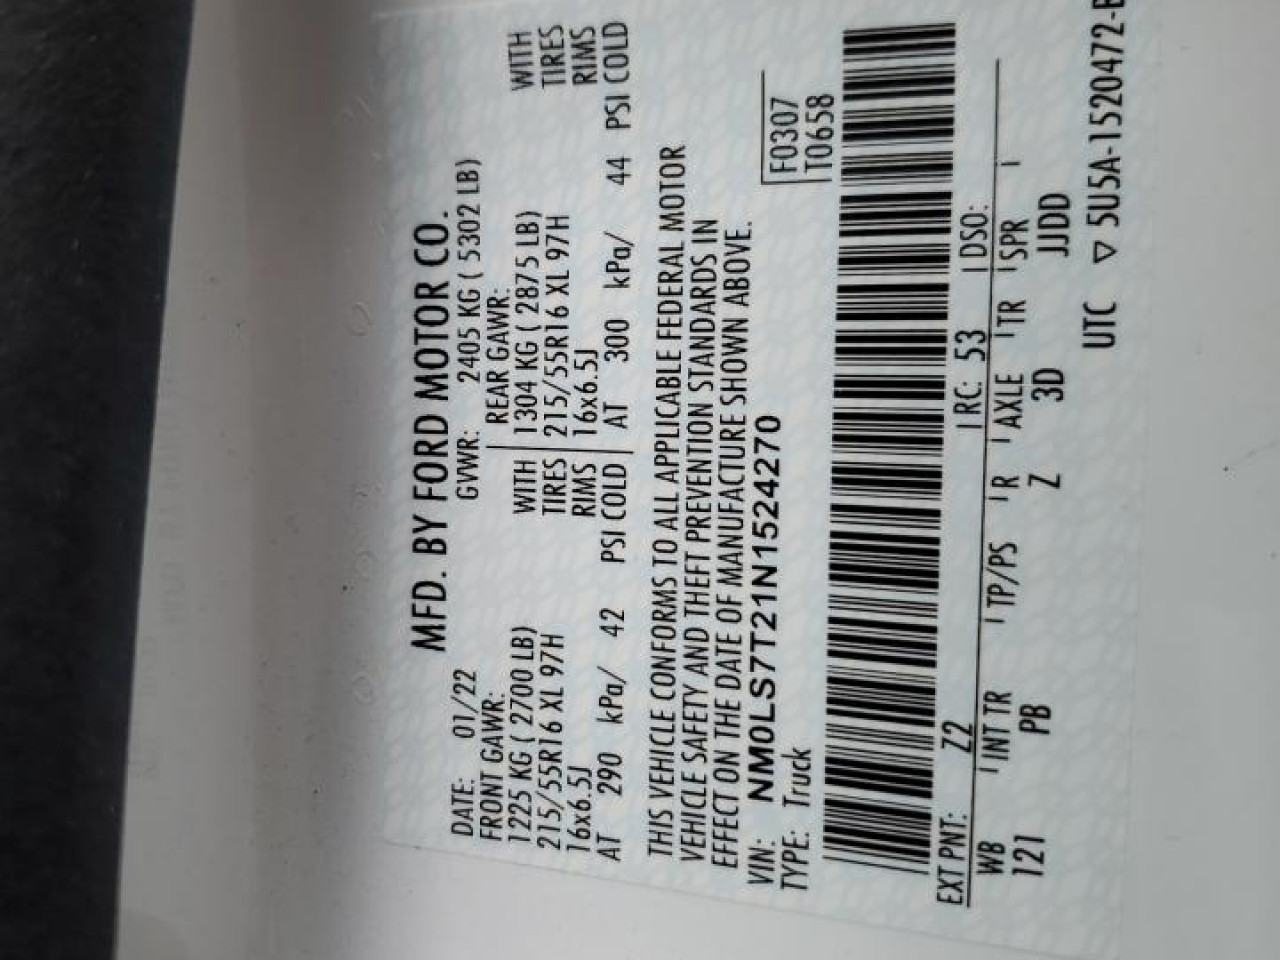 MFD. BY FORD MOTOR CO.
DATE: 01/22 GVWR: 2405 KG ( 5302 LB)
FRONT GAWR: REAR GAWR:
1225 KG ( 2700 LB) WITH 1304 KG ( 2875 LB) WITH
215/55R16 XL 97H TIRES 215/55R16 XL 97H TIRES
16x6.5J RIMS 16x6.5J RIMS
AT 290 kPa/ 42 PSI COLD AT 300 kPa/ 44 PSI COLD
THIS VEHICLE CONFORMS TO ALL APPLICABLE FEDERAL MOTOR
VEHICLE SAFETY AND THEFT PREVENTION STANDARDS IN
EFFECT ON THE DATE OF MANUFACTURE SHOWN ABOVE.
VIN: NM0LS7T21N1524270 F0307
TYPE: Truck T0658
EXT PNT: Z2 RC: 53 DSO:
WB INT TR TP/PS R AXLE TR SPR
121 PB Z 3D JJDD
UTC ▽ 5U5A-1520472-